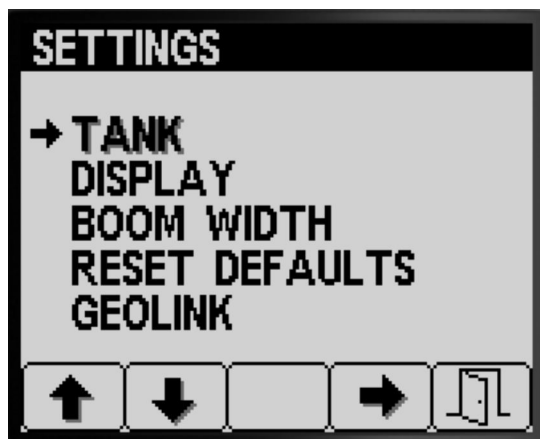 SETTINGS
TANK
DISPLAY
BOOM WIDTH
RESET DEFAULTS
GEOLINK